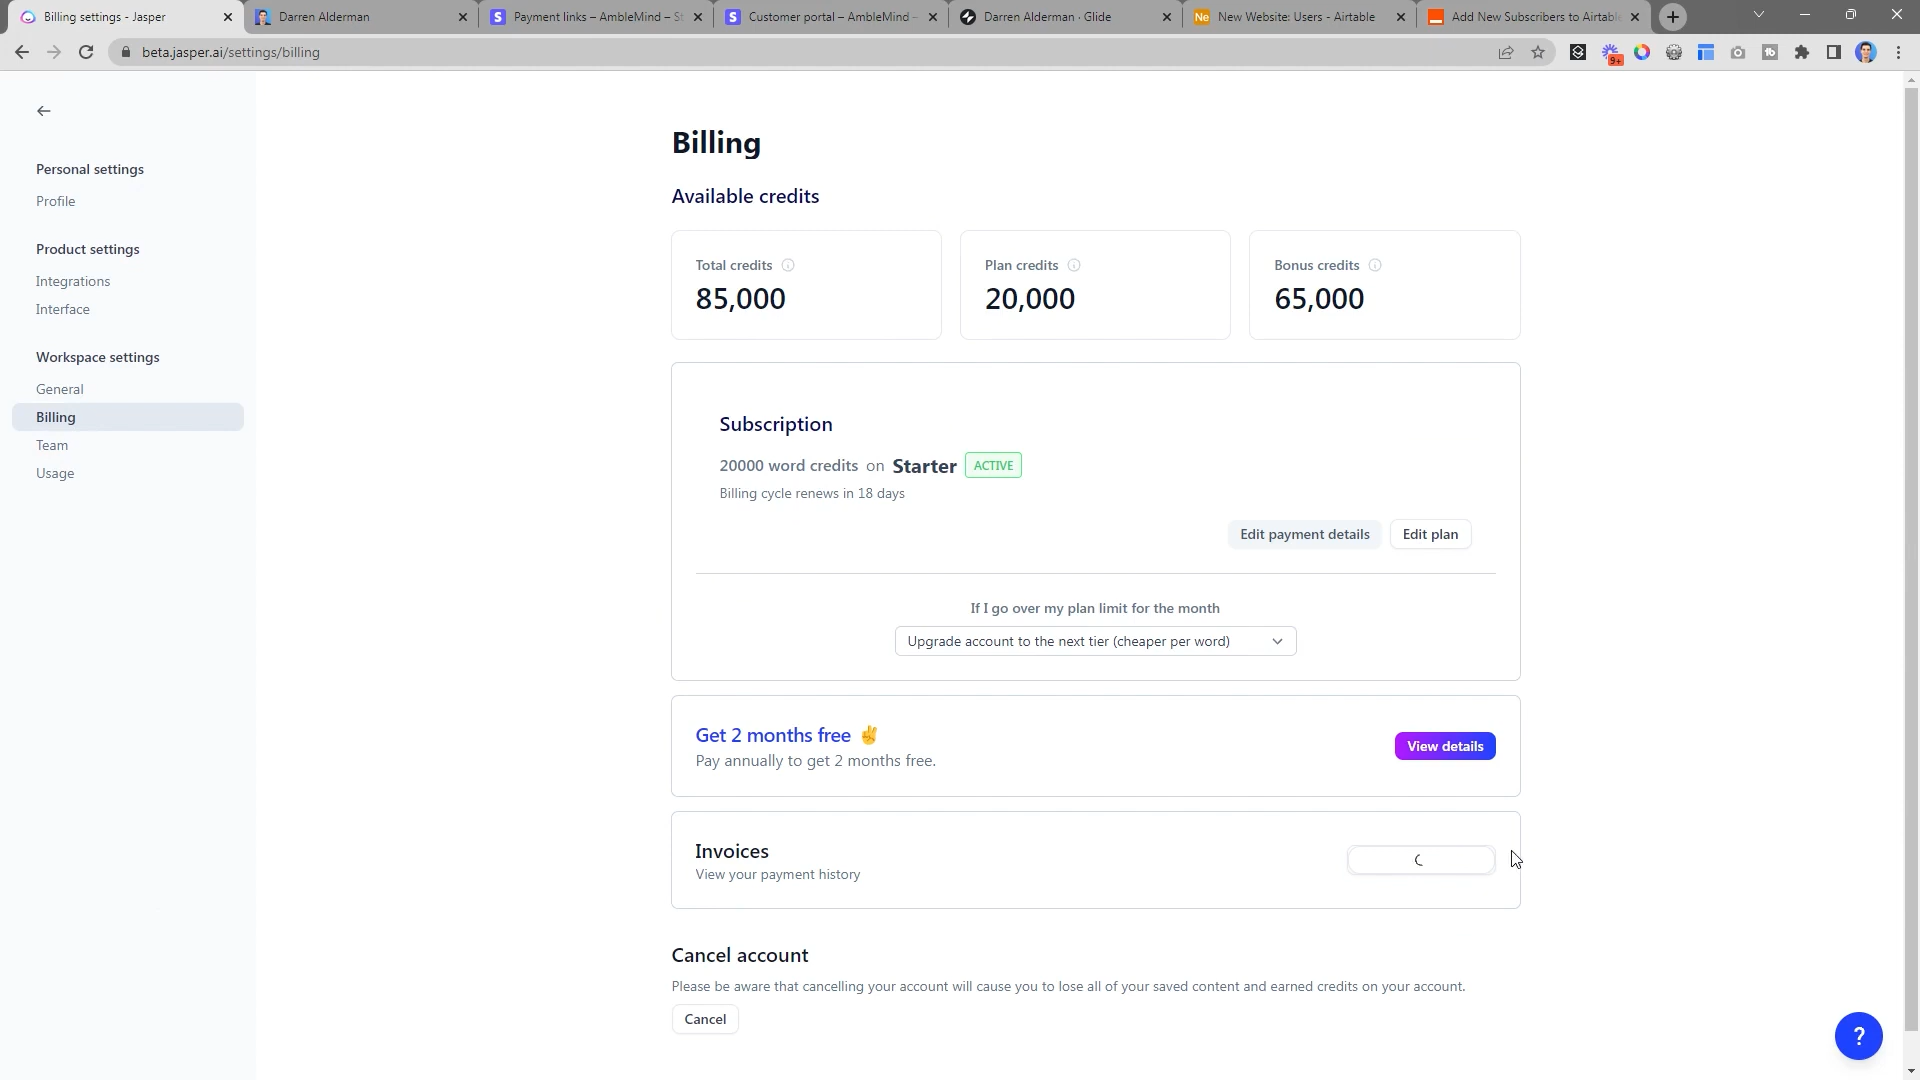 Billing settings - Jasper
Darren Alderman
Payment links – AmbleMind – St
Customer portal – AmbleMind –
Darren Alderman · Glide
Ne
New Website: Users - Airtable
Add New Subscribers to Airtable
beta.jasper.ai/settings/billing
9+
Personal settings
Profile
Product settings
Integrations
Interface
Workspace settings
General
Billing
Team
Usage
Billing
Available credits
Total credits
85,000
Plan credits
20,000
Bonus credits
65,000
Subscription
20000 word credits on Starter ACTIVE
Billing cycle renews in 18 days
Edit payment details
Edit plan
If I go over my plan limit for the month
Upgrade account to the next tier (cheaper per word)
Get 2 months free ✌
Pay annually to get 2 months free.
View details
Invoices
View your payment history
Cancel account
Please be aware that cancelling your account will cause you to lose all of your saved content and earned credits on your account.
Cancel
?